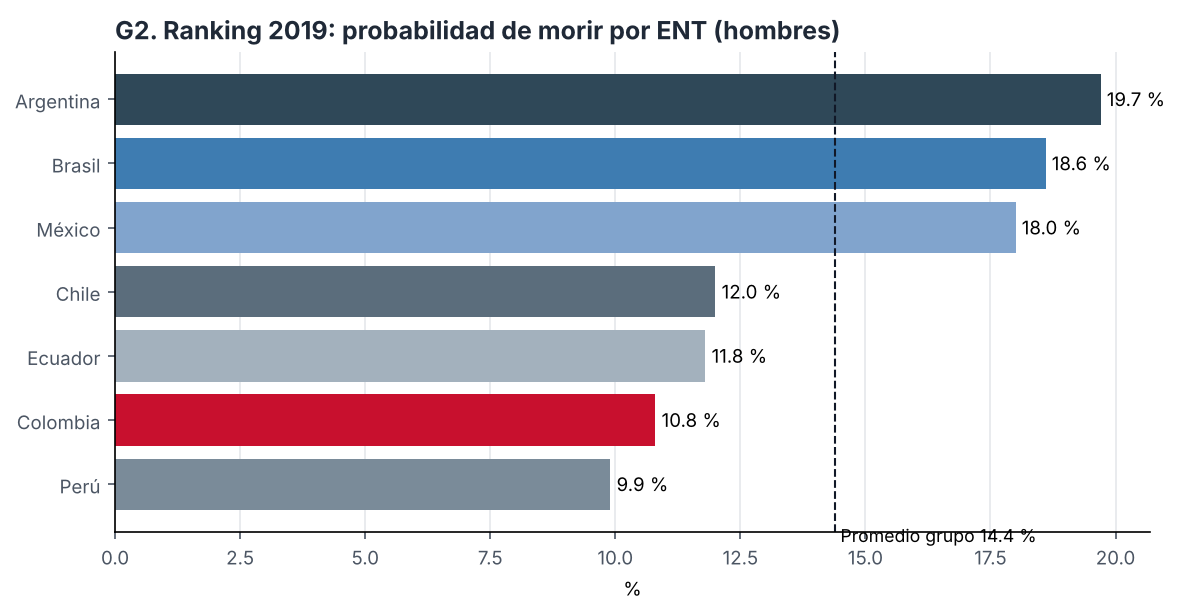 G2. Ranking 2019: probabilidad de morir por ENT (hombres)
Argentina 19.7 %
Brasil 18.6 %
México 18.0 %
Chile 12.0 %
Ecuador 11.8 %
Colombia 10.8 %
Perú 9.9 %
Promedio grupo 14.4 %
0.0 2.5 5.0 7.5 10.0 12.5 15.0 17.5 20.0
%